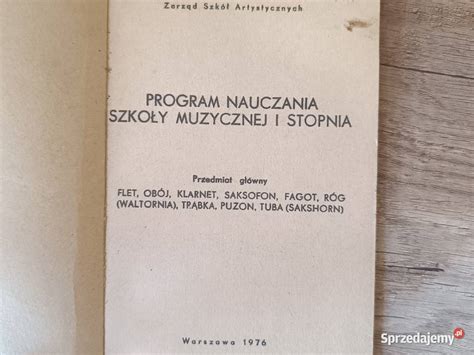 Zarząd Szkół Artystycznych
PROGRAM NAUCZANIA
SZKOŁY MUZYCZNEJ I STOPNIA
Przedmiot główny
FLET, OBÓJ, KLARNET, SAKSOFON, FAGOT, RÓG
(WALTORNIA), TRĄBKA, PUZON, TUBA (SAKSHORN)
Warszawa 1976
Sprzedajemy.pl